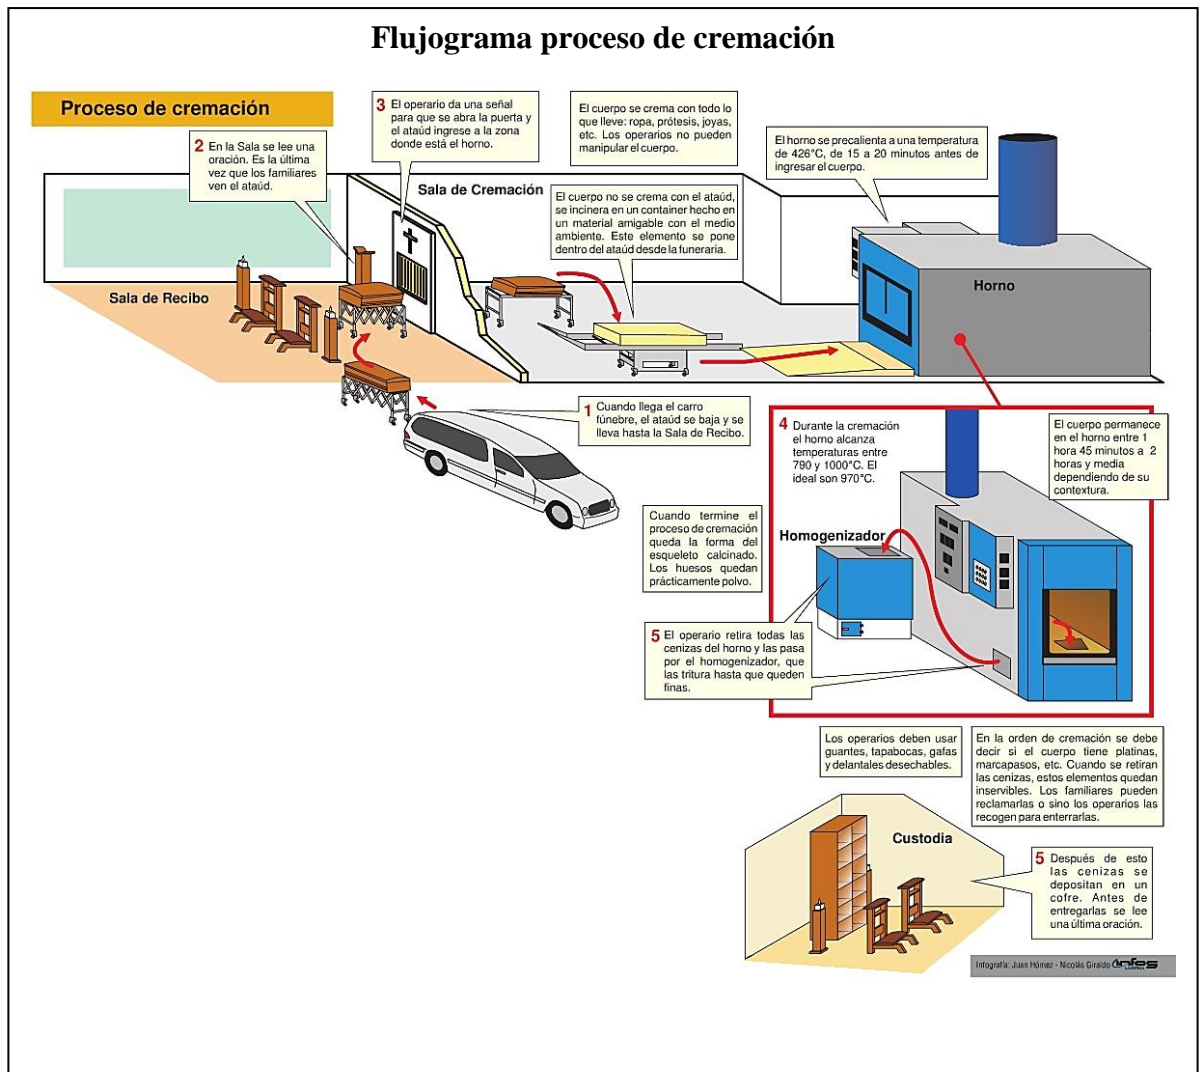 Flujograma proceso de cremación
Proceso de cremación
2 En la Sala se lee una
oración. Es la última
vez que los familiares
ven el ataúd.
3 El operario da una señal
para que se abra la puerta y
el ataúd ingrese a la zona
donde está el horno.
El cuerpo se crema con todo lo
que lleve: ropa, prótesis, joyas,
etc. Los operarios no pueden
manipular el cuerpo.
El horno se precalienta a una temperatura
de 426°C, de 15 a 20 minutos antes de
ingresar el cuerpo.
Sala de Cremación
El cuerpo no se crema con el ataúd,
se incinera en un container hecho en
un material amigable con el medio
ambiente. Este elemento se pone
dentro del ataúd desde la funeraria.
Sala de Recibo
Horno
1 Cuando llega el carro
fúnebre, el ataúd se baja y se
lleva hasta la Sala de Recibo.
4 Durante la cremación
el horno alcanza
temperaturas entre
790 y 1000°C. El
ideal son 970°C.
El cuerpo permanece
en el horno entre 1
hora 45 minutos a 2
horas y media
dependiendo de su
contextura.
Cuando termine el
proceso de cremación
queda la forma del
esqueleto calcinado.
Los huesos quedan
prácticamente polvo.
Homogenizador
5 El operario retira todas las
cenizas del horno y las pasa
por el homogenizador, que
las tritura hasta que queden
finas.
Los operarios deben usar
guantes, tapabocas, gafas
y delantales desechables.
En la orden de cremación se debe
decir si el cuerpo tiene platinas,
marcapasos, etc. Cuando se retiran
las cenizas, estos elementos quedan
inservibles. Los familiares pueden
reclamarlas o sino los operarios las
recogen para enterrarlas.
Custodia
5 Después de esto
las cenizas se
depositan en un
cofre. Antes de
entregarlas se lee
una última oración.
Infografía: Juan Hómez - Nicolás Giraldo